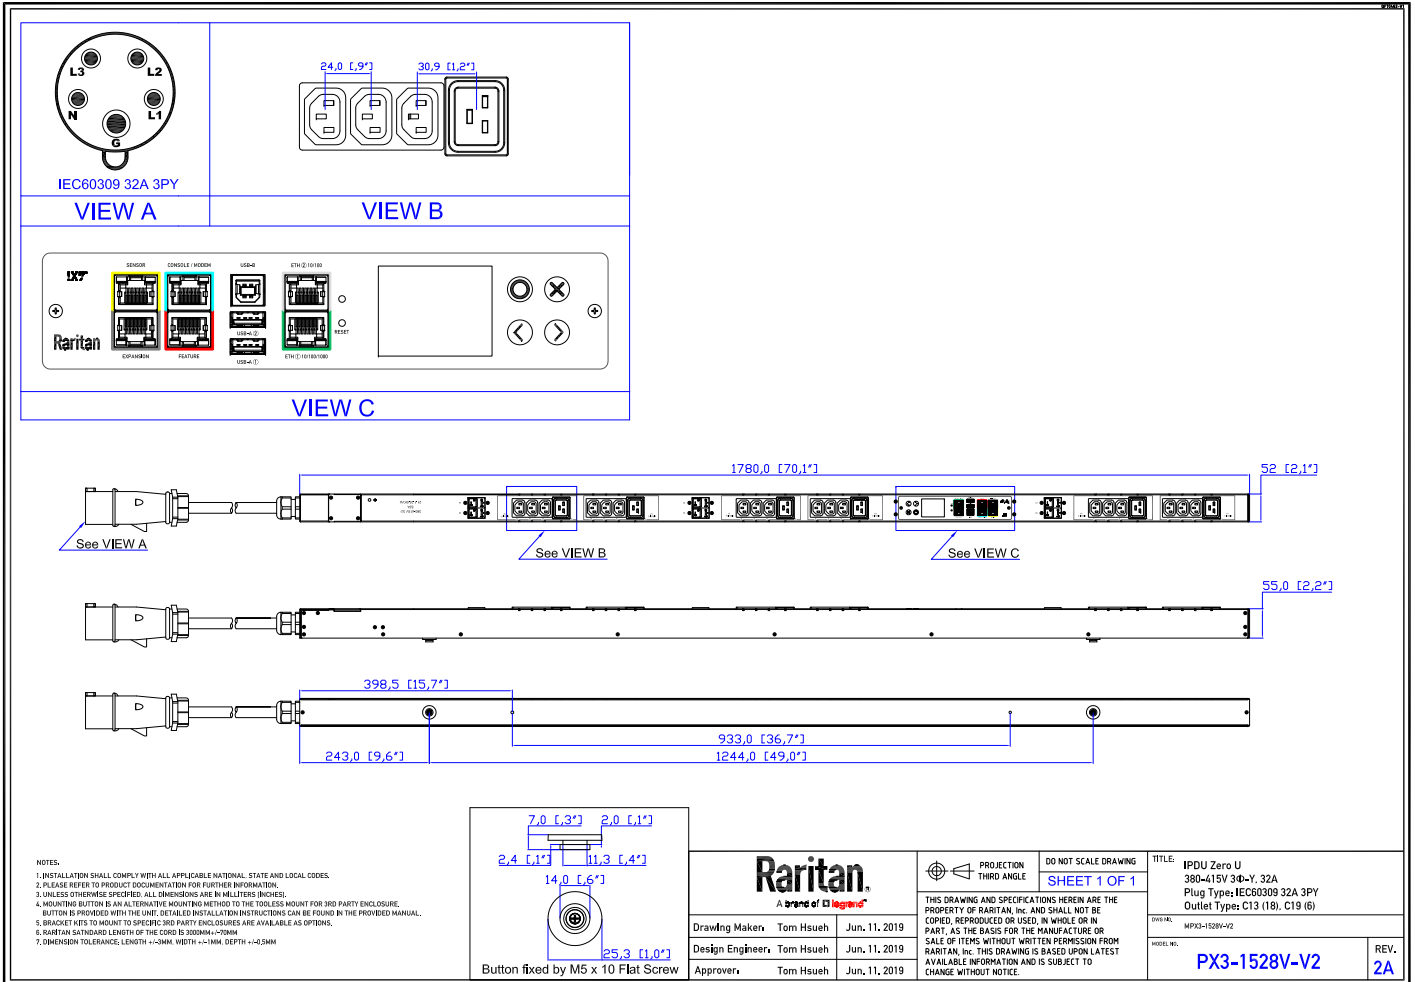 L3
L2
N
L1
G
IEC60309 32A 3PY
VIEW A
24,0 [,9"]
30,9 [1,2"]
VIEW B
SENSOR
CONSOLE / MODEM
USB-B
ETH ② 10/100
Raritan
USB-A ②
RESET
EXPANSION
FEATURE
USB-A ①
ETH ① 10/100/1000
VIEW C
1780,0 [70,1"]
52 [2,1"]
See VIEW A
See VIEW B
See VIEW C
55,0 [2,2"]
398,5 [15,7"]
933,0 [36,7"]
243,0 [9,6"]
1244,0 [49,0"]
7,0 [,3"]
2,0 [,1"]
2,4 [,1"]
11,3 [,4"]
14,0 [,6"]
25,3 [1,0"]
Button fixed by M5 x 10 Flat Screw
NOTES.
1. INSTALLATION SHALL COMPLY WITH ALL APPLICABLE NATIONAL, STATE AND LOCAL CODES.
2. PLEASE REFER TO PRODUCT DOCUMENTATION FOR FURTHER INFORMATION.
3. UNLESS OTHERWISE SPECIFIED, ALL DIMENSIONS ARE IN MILLITERS [INCHES].
4. MOUNTING BUTTON IS AN ALTERNATIVE MOUNTING METHOD TO THE TOOLESS MOUNT FOR 3RD PARTY ENCLOSURE.
BUTTON IS PROVIDED WITH THE UNIT. DETAILED INSTALLATION INSTRUCTIONS CAN BE FOUND IN THE PROVIDED MANUAL.
5. BRACKET KITS TO MOUNT TO SPECIFIC 3RD PARTY ENCLOSURES ARE AVAILABLE AS OPTIONS.
6. RARITAN SATNDARD LENGTH OF THE CORD IS 3000MM+/-70MM
7. DIMENSION TOLERANCE: LENGTH +/-3MM, WIDTH +/-1MM, DEPTH +/-0.5MM
Raritan.
A brand of legrand
Drawing Maker: Tom Hsueh Jun. 11. 2019
Design Engineer: Tom Hsueh Jun. 11. 2019
Approver: Tom Hsueh Jun. 11. 2019
PROJECTION
THIRD ANGLE
DO NOT SCALE DRAWING
SHEET 1 OF 1
THIS DRAWING AND SPECIFICATIONS HEREIN ARE THE
PROPERTY OF RARITAN, Inc. AND SHALL NOT BE
COPIED, REPRODUCED OR USED, IN WHOLE OR IN
PART, AS THE BASIS FOR THE MANUFACTURE OR
SALE OF ITEMS WITHOUT WRITTEN PERMISSION FROM
RARITAN, Inc. THIS DRAWING IS BASED UPON LATEST
AVAILABLE INFORMATION AND IS SUBJECT TO
CHANGE WITHOUT NOTICE.
TITLE:
IPDU Zero U
380-415V 3Φ-Y, 32A
Plug Type: IEC60309 32A 3PY
Outlet Type: C13 (18), C19 (6)
DWG NO.
MPX3-1528V-V2
MODEL NO.
PX3-1528V-V2
REV.
2A